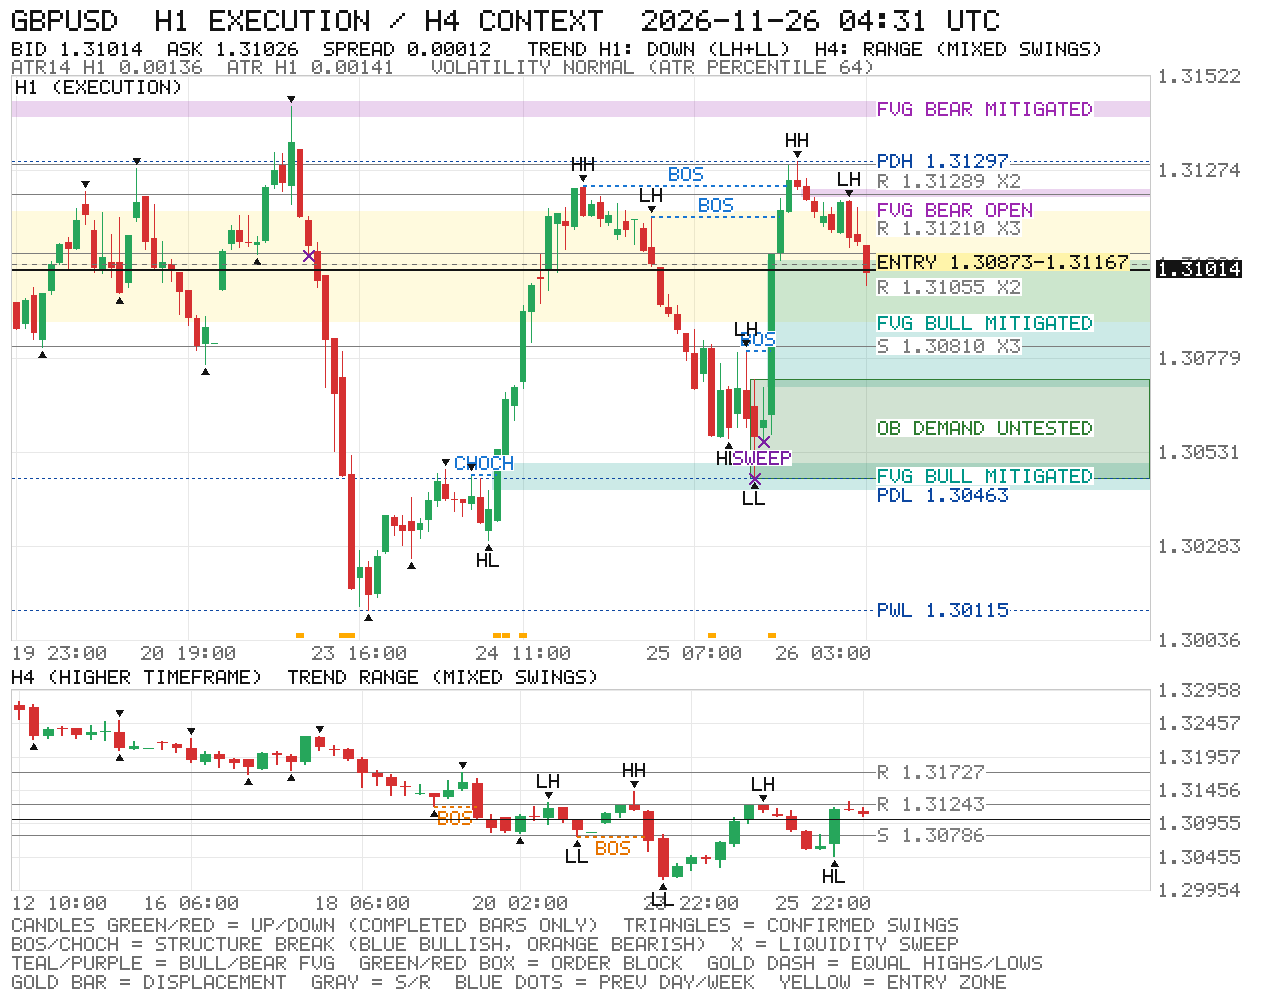 GBPUSD  H1 EXECUTION / H4 CONTEXT  2026-11-26 04:31 UTC
BID 1.31014  ASK 1.31026  SPREAD 0.00012   TREND H1: DOWN (LH+LL)  H4: RANGE (MIXED SWINGS)
ATR14 H1 0.00136  ATR H1 0.00141   VOLATILITY NORMAL (ATR PERCENTILE 64)
1.31522
H1 (EXECUTION)
FVG BEAR MITIGATED
HH
PDH 1.31297
HH
BOS
1.31274
R 1.31289 X2
LH
LH
BOS
FVG BEAR OPEN
R 1.31210 X3
ENTRY 1.30873-1.31167
1.31014
R 1.31055 X2
LH
FVG BULL MITIGATED
BOS
S 1.30810 X3
1.30779
OB DEMAND UNTESTED
1.30531
CHOCH
SWEEP
FVG BULL MITIGATED
LL
PDL 1.30463
1.30283
HL
PWL 1.30115
1.30036
19 23:00  20 19:00  23 16:00  24 11:00  25 07:00  26 03:00
H4 (HIGHER TIMEFRAME)  TREND RANGE (MIXED SWINGS)
1.32958
1.32457
1.31957
R 1.31727
HH
LH
LH
1.31456
R 1.31243
BOS
1.30955
S 1.30786
BOS
LL
1.30455
HL
1.29954
LL
12 10:00  16 06:00  18 06:00  20 02:00  23 22:00  25 22:00
CANDLES GREEN/RED = UP/DOWN (COMPLETED BARS ONLY)  TRIANGLES = CONFIRMED SWINGS
BOS/CHOCH = STRUCTURE BREAK (BLUE BULLISH, ORANGE BEARISH)  X = LIQUIDITY SWEEP
TEAL/PURPLE = BULL/BEAR FVG  GREEN/RED BOX = ORDER BLOCK  GOLD DASH = EQUAL HIGHS/LOWS
GOLD BAR = DISPLACEMENT  GRAY = S/R  BLUE DOTS = PREV DAY/WEEK  YELLOW = ENTRY ZONE